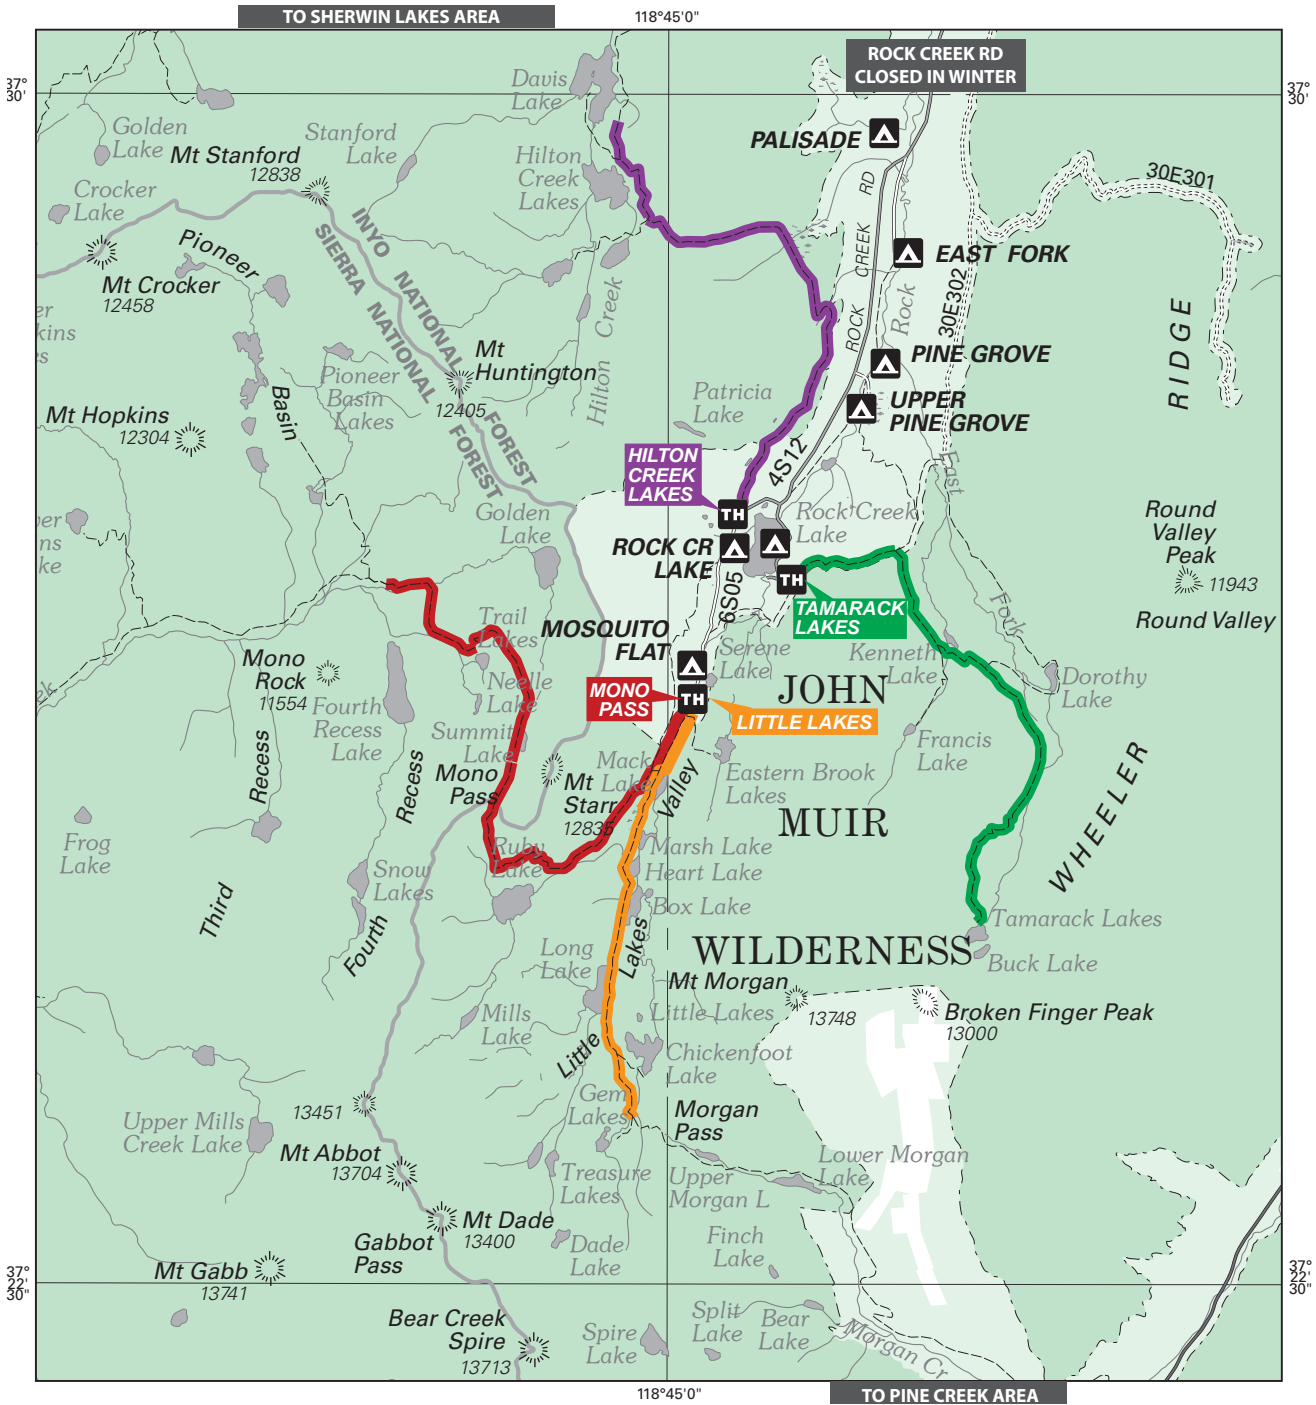 TO SHERWIN LAKES AREA
118°45'0"
ROCK CREEK RD
CLOSED IN WINTER
37°
30'
37°
30'
Davis
Lake
Golden
Lake
Stanford
Lake
Mt Stanford
12838
Hilton
Creek
Lakes
PALISADE
30E301
Crocker
Lake
Pioneer
INYO NATIONAL FOREST
SIERRA NATIONAL FOREST
Mt Crocker
12458
EAST FORK
ROCK CREEK RD
Rock
30E302
RIDGE
er
kins
es
Hilton Creek
Mt
Huntington
12405
PINE GROVE
Pioneer
Basin
Lakes
Basin
Patricia
Lake
UPPER
PINE GROVE
Mt Hopkins
12304
HILTON
CREEK
LAKES
4S12
East
TH
Golden
Lake
Rock Creek
Lake
Round
Valley
Peak
11943
Round Valley
ver
ns
ke
ROCK CR
LAKE
6S05
TH
TAMARACK
LAKES
Fork
Trail
Lakes
MOSQUITO
FLAT
Serene
Lake
Kenneth
Lake
Dorothy
Lake
Mono
Rock
11554
Neelle
Lake
MONO
PASS
TH
LITTLE LAKES
JOHN
Fourth
Recess
Lake
Summit
Lake
Francis
Lake
Recess
Recess
Mono
Pass
Mt
Starr
12835
Mack
Lake
Valley
Eastern Brook
Lakes
MUIR
WHEELER
Frog
Lake
Ruby
Lake
Marsh Lake
Heart Lake
Snow
Lakes
Box Lake
Third
Fourth
Tamarack Lakes
Long
Lake
Lakes
WILDERNESS
Buck Lake
Mt Morgan
13748
Mills
Lake
Little Lakes
Broken Finger Peak
13000
Little
Chickenfoot
Lake
13451
Gem
Lakes
Morgan
Pass
Upper Mills
Creek Lake
Mt Abbot
13704
Treasure
Lakes
Upper
Morgan L
Lower Morgan
Lake
Mt Dade
13400
Gabbot
Pass
Dade
Lake
Finch
Lake
Mt Gabb
13741
37°
22'
30"
37°
22'
30"
Bear Creek
Spire
13713
Spire
Lake
Split
Lake
Bear
Lake
Morgan Cr
118°45'0"
TO PINE CREEK AREA